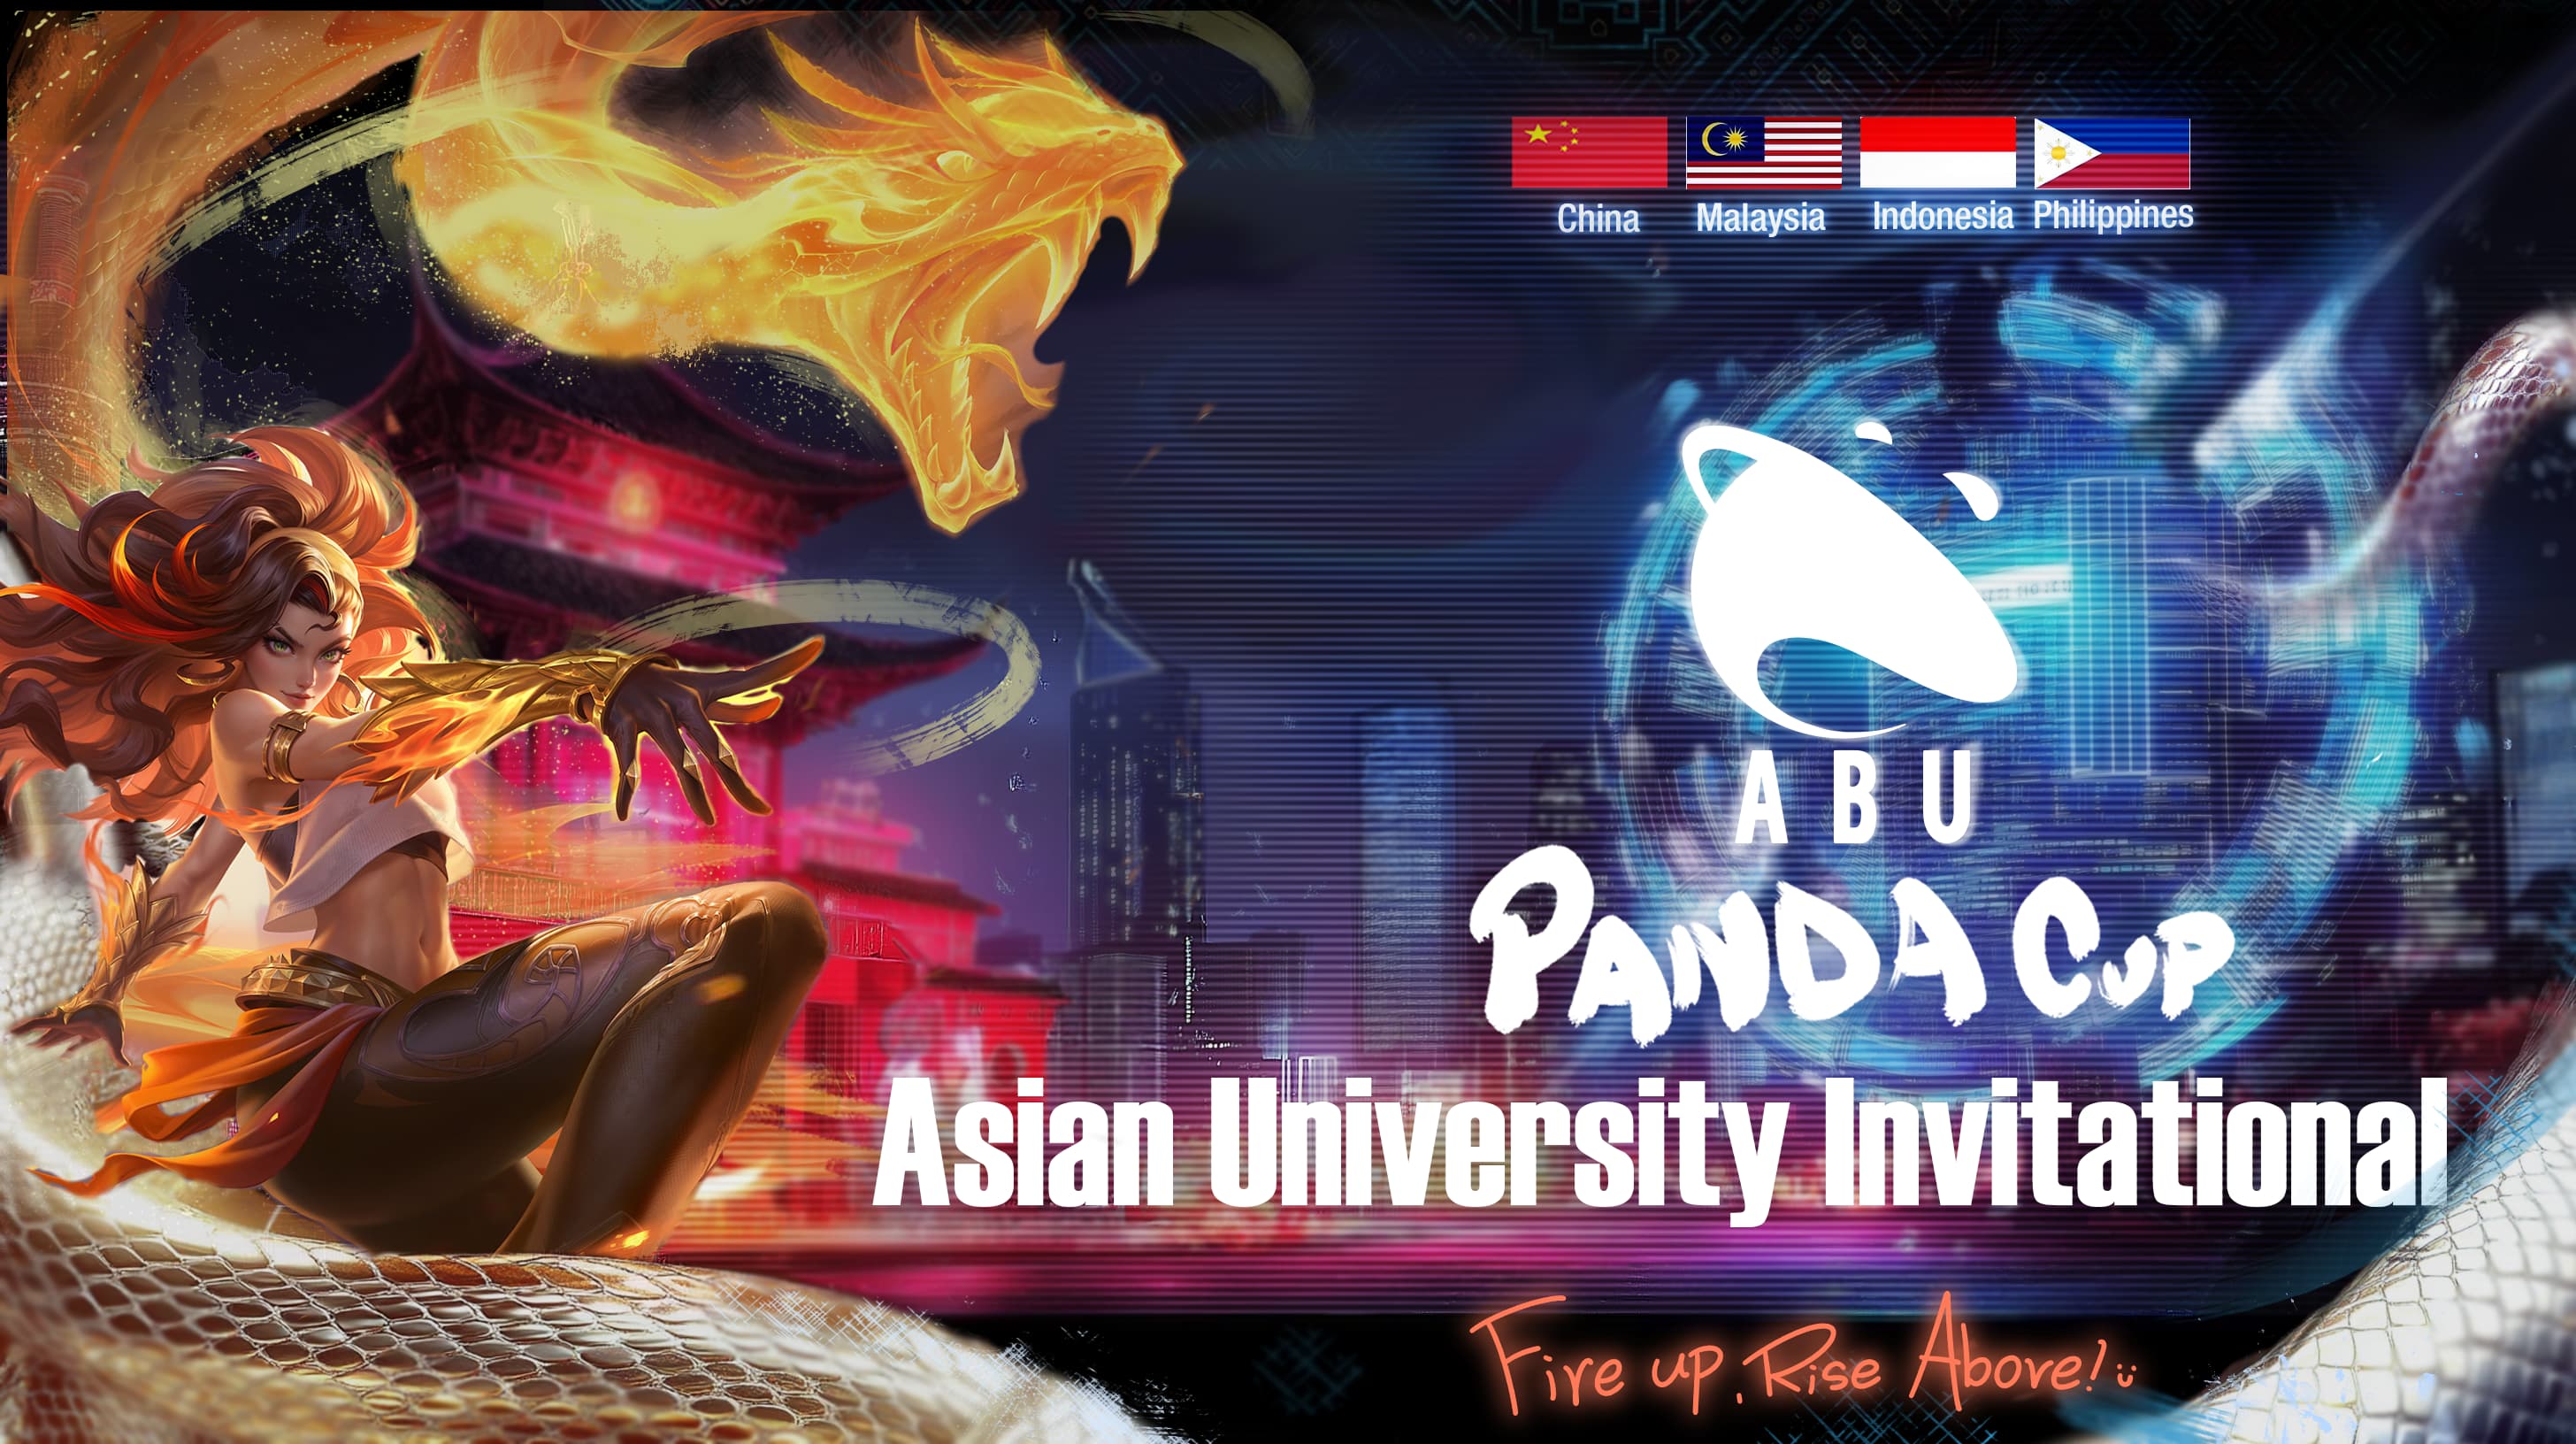 China Malaysia Indonesia Philippines
ABU
PANDA CUP
Asian University Invitational
Fire up, Rise Above!